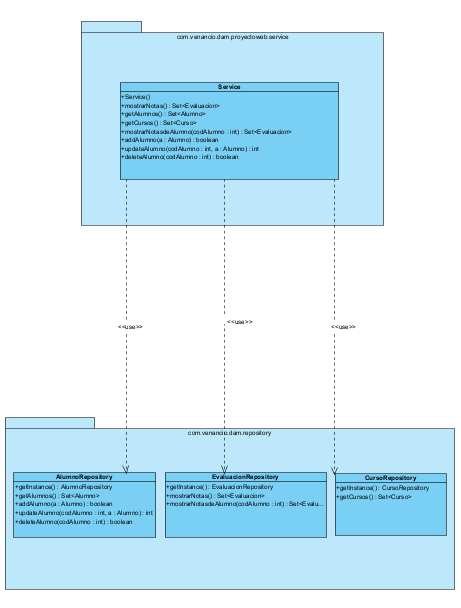 com.venancio.dam.proyectoweb.service
Service
+Service()
+mostrarNotas() : Set<Evaluacion>
+getAlumnos() : Set<Alumno>
+getCursos() : Set<Curso>
+mostrarNotasdeAlumno(codAlumno : int) : Set<Evaluacion>
+addAlumno(a : Alumno) : boolean
+updateAlumno(codAlumno : int, a : Alumno) : int
+deleteAlumno(codAlumno : int) : boolean
<<use>>
<<use>>
<<use>>
com.venancio.dam.repository
AlumnoRepository
+getInstance() : AlumnoRepository
+getAlumnos() : Set<Alumno>
+addAlumno(a : Alumno) : boolean
+updateAlumno(codAlumno : int, a : Alumno) : int
+deleteAlumno(codAlumno : int) : boolean
EvaluacionRepository
+getInstance() : EvaluacionRepository
+mostrarNotas() : Set<Evaluacion>
+mostrarNotasdeAlumno(codAlumno : int) : Set<Evalu...
CursoRepository
+getInstance() : CursoRepository
+getCursos() : Set<Curso>